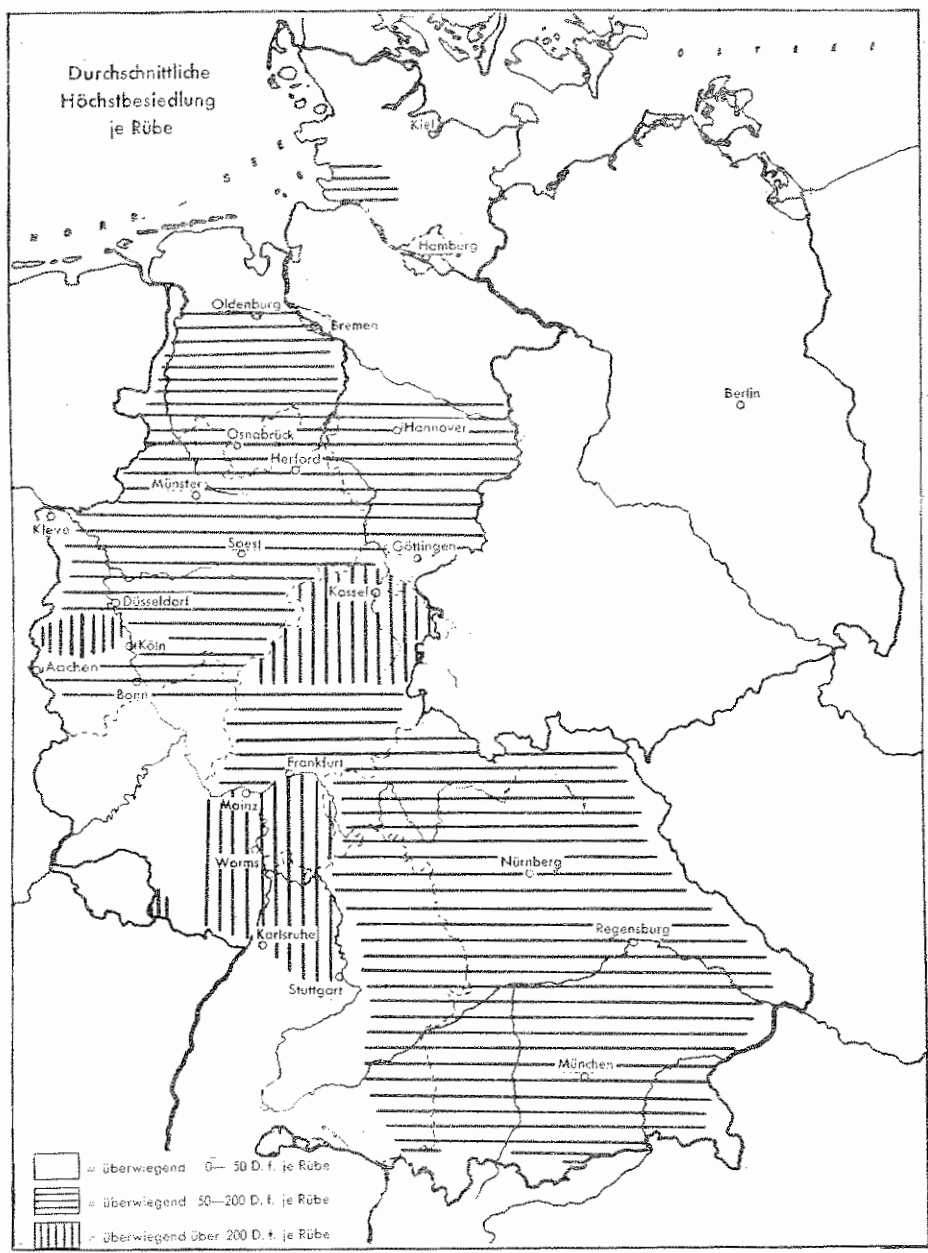 Durchschnittliche
Höchstbesiedlung
je Rübe
OSTSEE
NORDSEE
Kiel
Hamburg
Oldenburg
Bremen
Berlin
Hannover
Osnabrück
Herford
Münster
Kleve
Soest
Göttingen
Kassel
Düsseldorf
Köln
Aachen
Bonn
Frankfurt
Mainz
Worms
Nürnberg
Karlsruhe
Regensburg
Stuttgart
München
= überwiegend 0— 50 D. f. je Rübe
= überwiegend 50—200 D. f. je Rübe
= überwiegend über 200 D. f. je Rübe